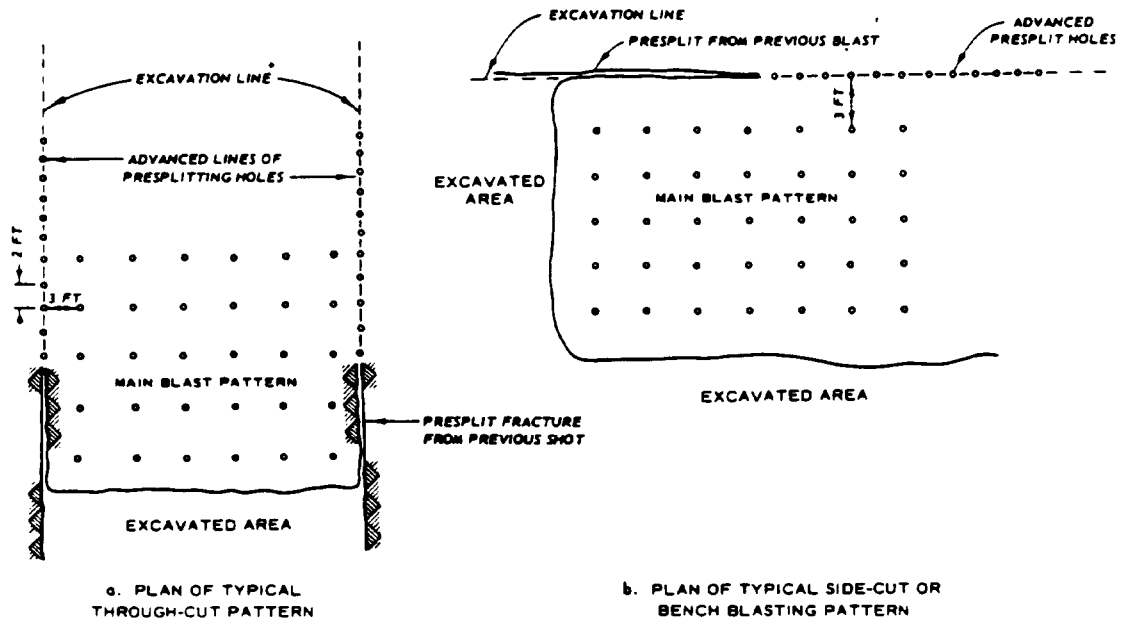 EXCAVATION LINE
ADVANCED LINES OF
PRESPLITTING HOLES
2 FT
3 FT
MAIN BLAST PATTERN
PRESPLIT FRACTURE
FROM PREVIOUS SHOT
EXCAVATED AREA
a. PLAN OF TYPICAL
THROUGH-CUT PATTERN
EXCAVATION LINE
PRESPLIT FROM PREVIOUS BLAST
ADVANCED
PRESPLIT HOLES
3 FT
EXCAVATED
AREA
MAIN BLAST PATTERN
EXCAVATED AREA
b. PLAN OF TYPICAL SIDE-CUT OR
BENCH BLASTING PATTERN